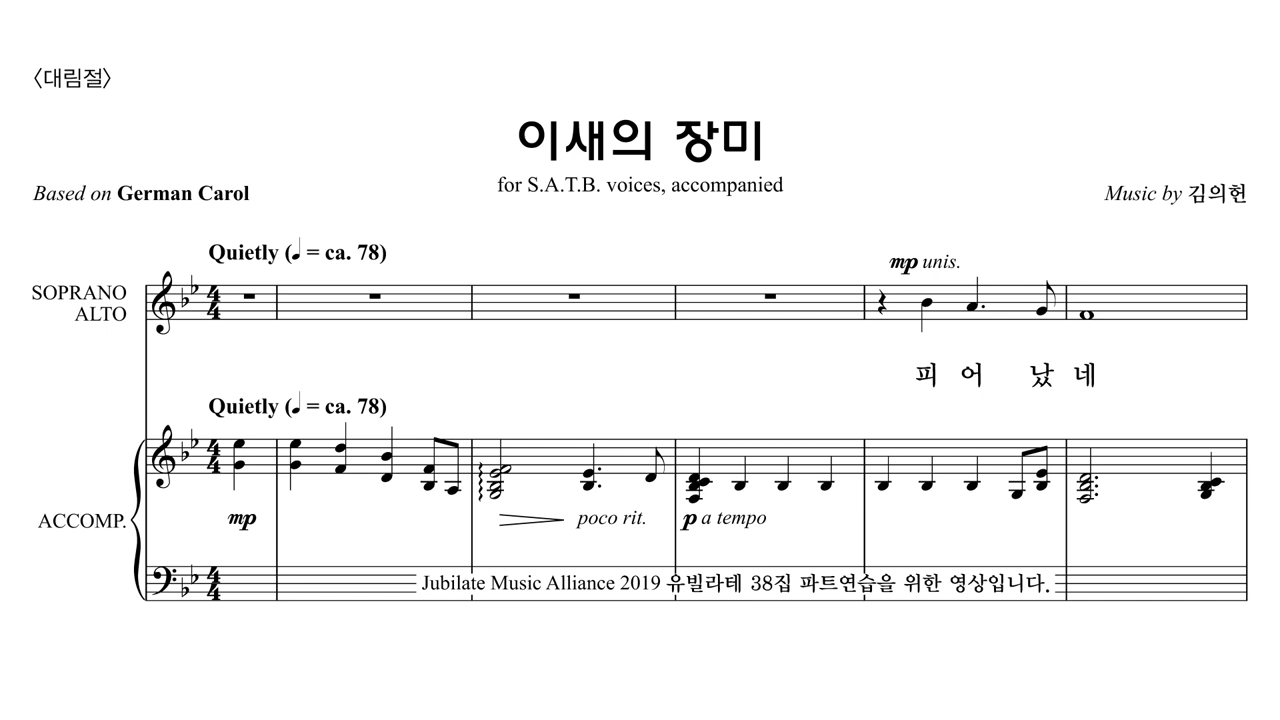 〈대림절〉
이새의 장미
for S.A.T.B. voices, accompanied
Based on German Carol
Music by 김의헌
Quietly (♩ = ca. 78)
mp unis.
SOPRANO
ALTO
피 어 났 네
Quietly (♩ = ca. 78)
ACCOMP.
mp
poco rit.
p a tempo
Jubilate Music Alliance 2019 유빌라테 38집 파트연습을 위한 영상입니다.